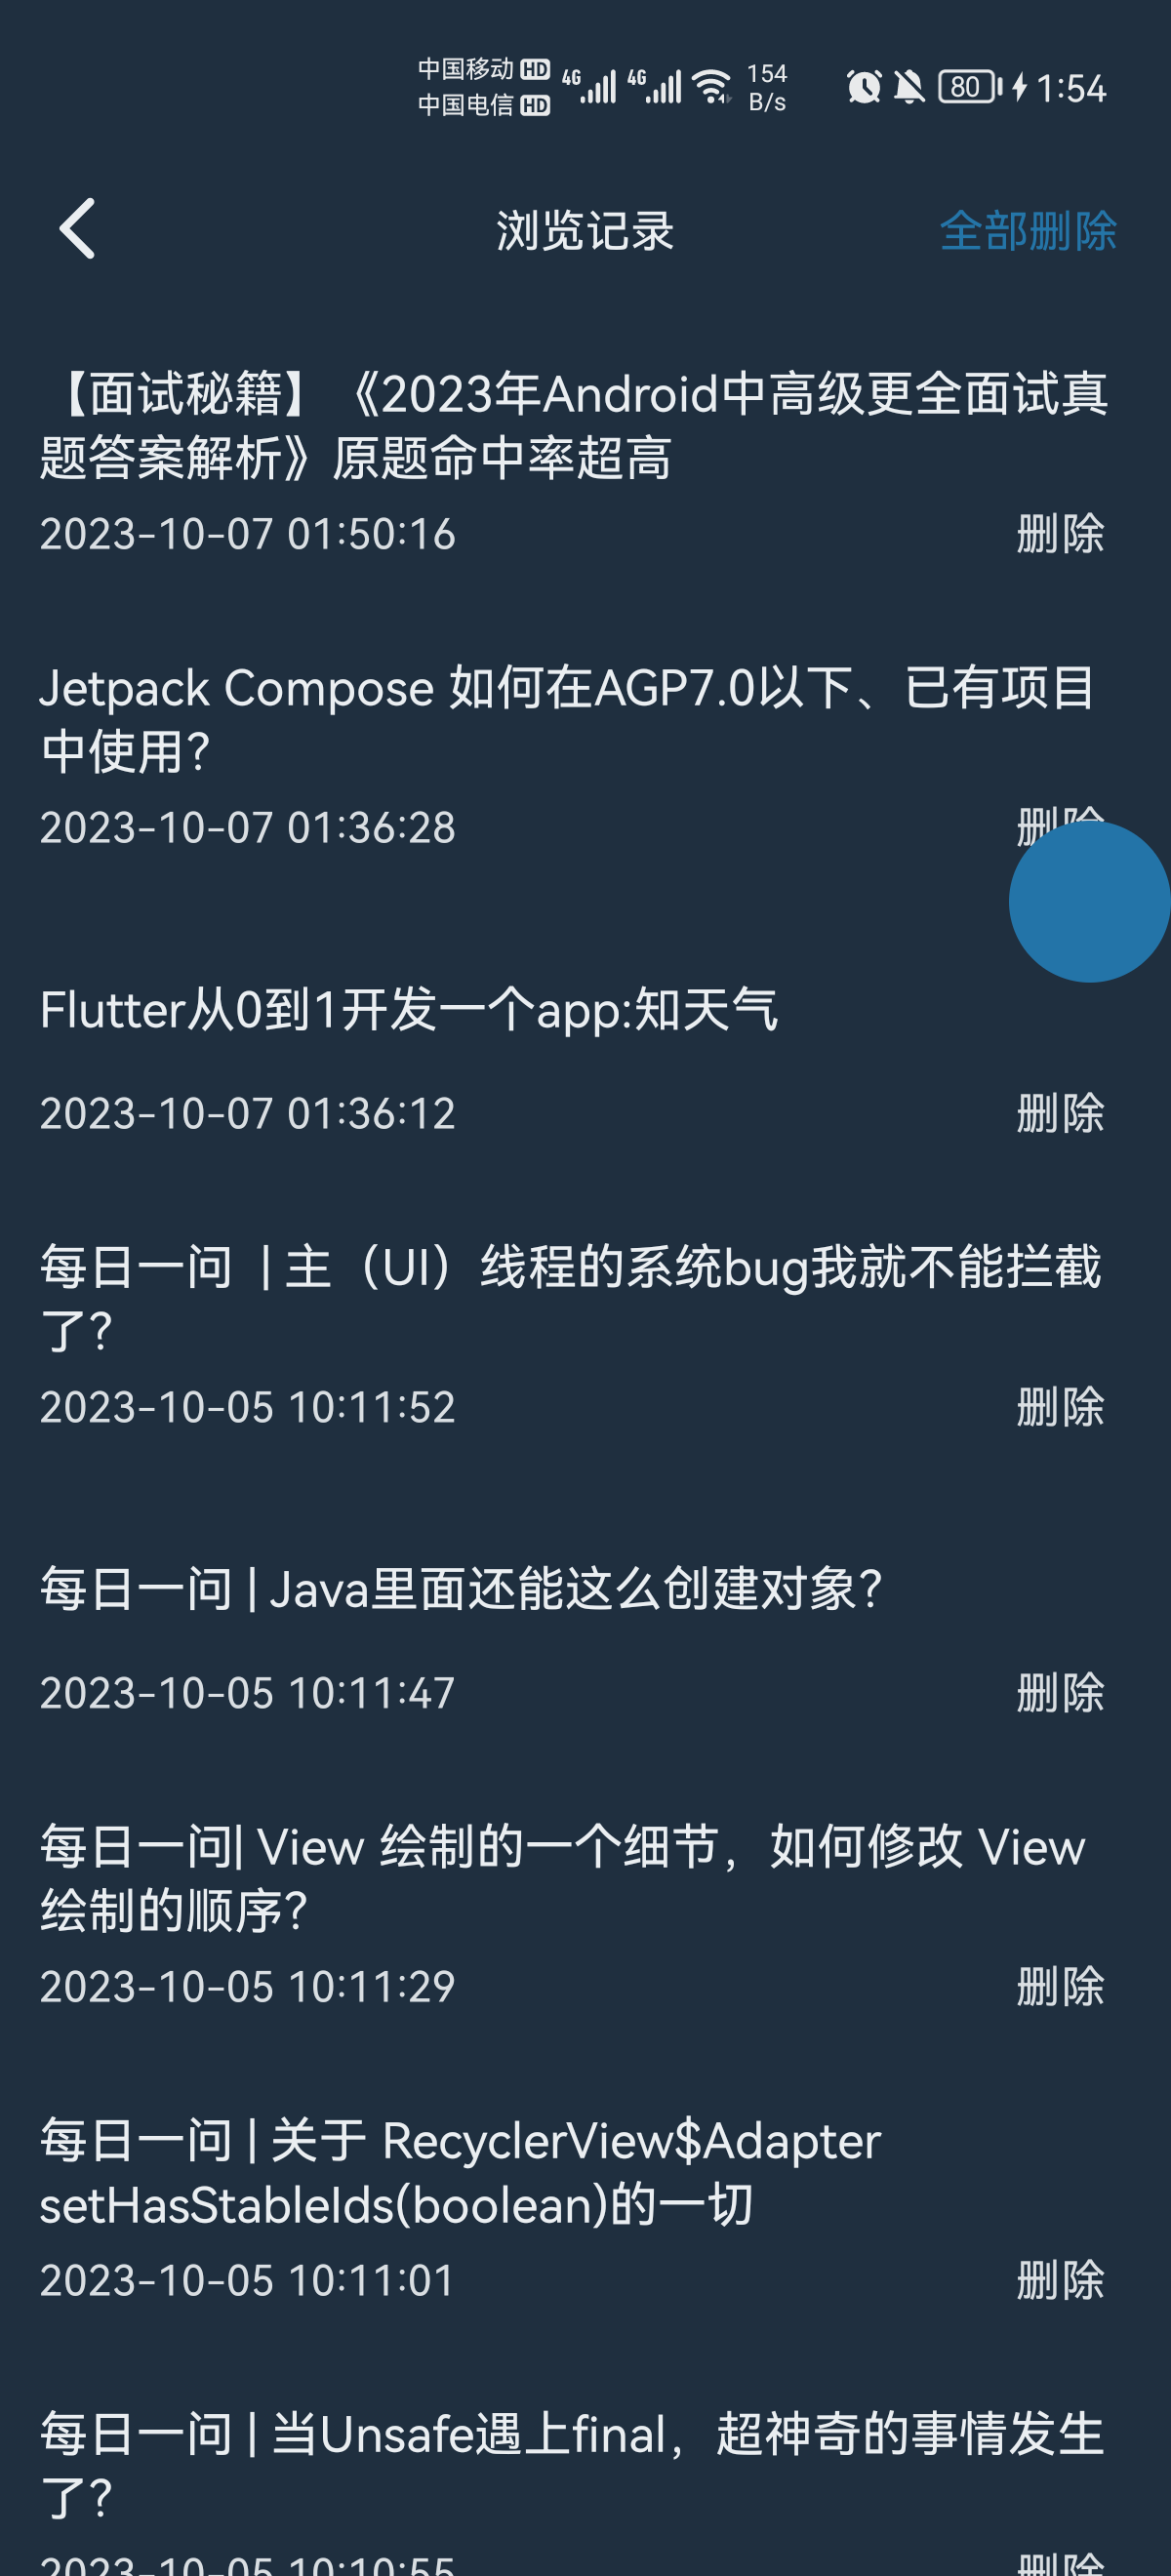 中国移动 HD 4G 4G 154
中国电信 HD B/s 80 1:54
浏览记录 全部删除
【面试秘籍】《2023年Android中高级更全面试真
题答案解析》原题命中率超高
2023-10-07 01:50:16 删除
Jetpack Compose 如何在AGP7.0以下、已有项目
中使用?
2023-10-07 01:36:28 删除
Flutter从0到1开发一个app:知天气
2023-10-07 01:36:12 删除
每日一问 | 主（UI）线程的系统bug我就不能拦截
了?
2023-10-05 10:11:52 删除
每日一问 | Java里面还能这么创建对象?
2023-10-05 10:11:47 删除
每日一问| View 绘制的一个细节，如何修改 View
绘制的顺序?
2023-10-05 10:11:29 删除
每日一问 | 关于 RecyclerView$Adapter
setHasStableIds(boolean)的一切
2023-10-05 10:11:01 删除
每日一问 | 当Unsafe遇上final，超神奇的事情发生
了?
2023-10-05 10:10:55 删除